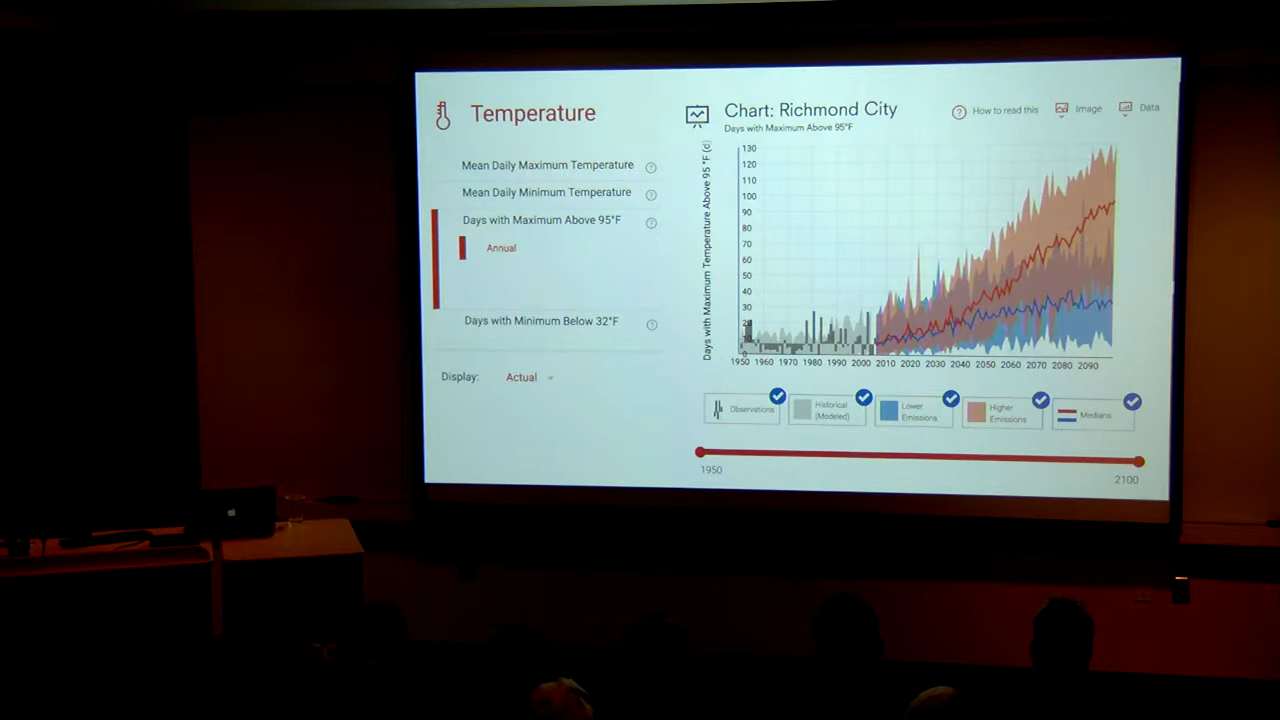 Temperature
Mean Daily Maximum Temperature ?
Mean Daily Minimum Temperature ?
Days with Maximum Above 95°F ?
Annual
Days with Minimum Below 32°F ?
Display: Actual
Chart: Richmond City
Days with Maximum Above 95°F
? How to read this
Image
Data
Days with Maximum Temperature Above 95 °F (d)
130
120
110
100
90
80
70
60
50
40
30
20
10
0
1950 1960 1970 1980 1990 2000 2010 2020 2030 2040 2050 2060 2070 2080 2090
Observations
Historical
(Modeled)
Lower
Emissions
Higher
Emissions
Medians
1950
2100